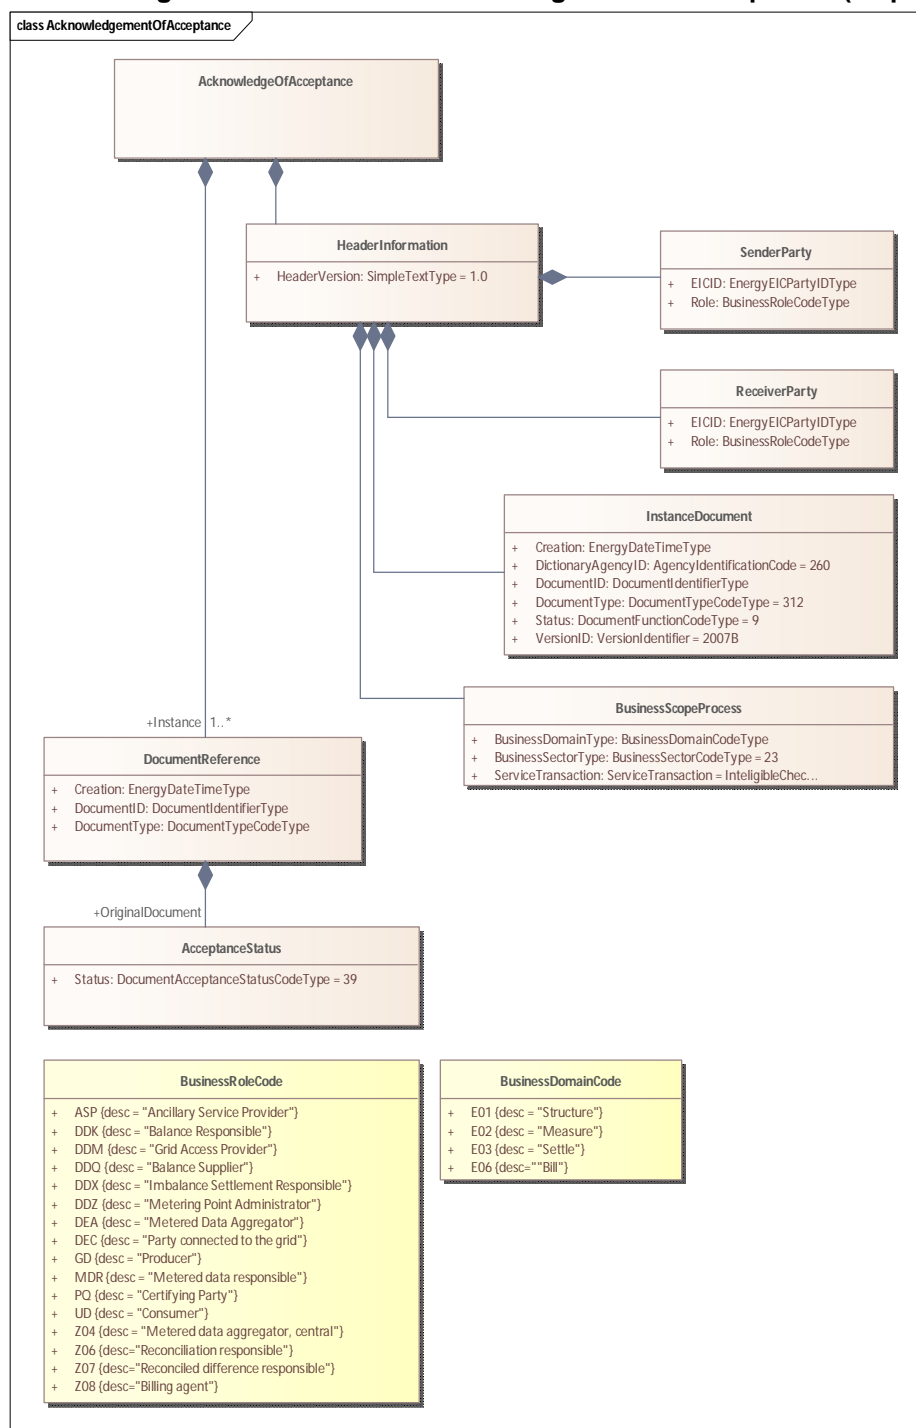 class AcknowledgementOfAcceptance
AcknowledgeOfAcceptance
HeaderInformation
+ HeaderVersion: SimpleTextType = 1.0
SenderParty
+ EICID: EnergyEICPartyIDType
+ Role: BusinessRoleCodeType
ReceiverParty
+ EICID: EnergyEICPartyIDType
+ Role: BusinessRoleCodeType
InstanceDocument
+ Creation: EnergyDateTimeType
+ DictionaryAgencyID: AgencyIdentificationCode = 260
+ DocumentID: DocumentIdentifierType
+ DocumentType: DocumentTypeCodeType = 312
+ Status: DocumentFunctionCodeType = 9
+ VersionID: VersionIdentifier = 2007B
BusinessScopeProcess
+ BusinessDomainType: BusinessDomainCodeType
+ BusinessSectorType: BusinessSectorCodeType = 23
+ ServiceTransaction: ServiceTransaction = InteligibleChec...
+Instance 1..*
DocumentReference
+ Creation: EnergyDateTimeType
+ DocumentID: DocumentIdentifierType
+ DocumentType: DocumentTypeCodeType
+OriginalDocument
AcceptanceStatus
+ Status: DocumentAcceptanceStatusCodeType = 39
BusinessRoleCode
+ ASP {desc = "Ancillary Service Provider"}
+ DDK {desc = "Balance Responsible"}
+ DDM {desc = "Grid Access Provider"}
+ DDQ {desc = "Balance Supplier"}
+ DDX {desc = "Imbalance Settlement Responsible"}
+ DDZ {desc = "Metering Point Administrator"}
+ DEA {desc = "Metered Data Aggregator"}
+ DEC {desc = "Party connected to the grid"}
+ GD {desc = "Producer"}
+ MDR {desc = "Metered data responsible"}
+ PQ {desc = "Certifying Party"}
+ UD {desc = "Consumer"}
+ Z04 {desc = "Metered data aggregator, central"}
+ Z06 {desc="Reconciliation responsible"}
+ Z07 {desc="Reconciled difference responsible"}
+ Z08 {desc="Billing agent"}
BusinessDomainCode
+ E01 {desc = "Structure"}
+ E02 {desc = "Measure"}
+ E03 {desc = "Settle"}
+ E06 {desc=""Bill"}